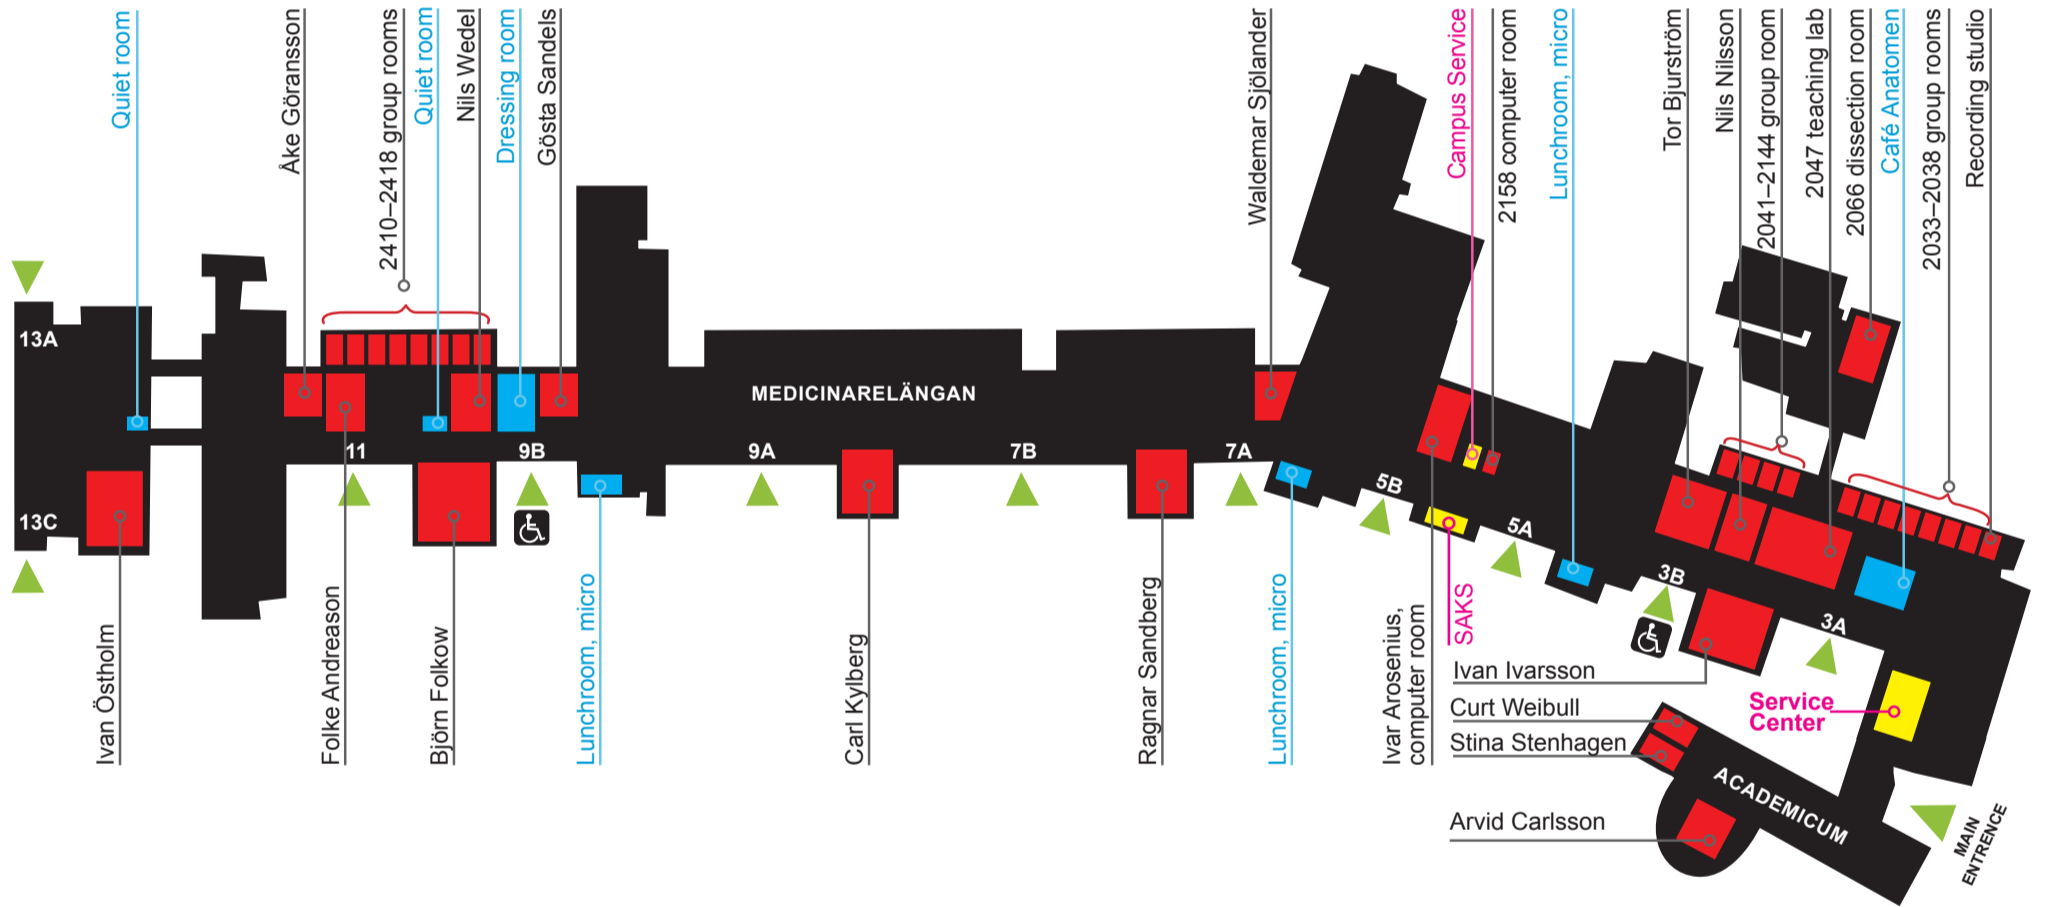 Quiet room
Åke Göransson
2410–2418 group rooms
Quiet room
Nils Wedel
Dressing room
Gösta Sandels
Waldemar Sjölander
Campus Service
2158 computer room
Lunchroom, micro
Tor Bjurström
Nils Nilsson
2041–2144 group room
2047 teaching lab
2066 dissection room
Café Anatomen
2033–2038 group rooms
Recording studio
13A
MEDICINARELÄNGAN
11
9B
9A
7B
7A
5B
5A
3B
3A
13C
Ivan Östholm
Folke Andreason
Björn Folkow
Lunchroom, micro
Carl Kylberg
Ragnar Sandberg
Lunchroom, micro
Ivar Arosenius,
computer room
SAKS
Ivan Ivarsson
Curt Weibull
Stina Stenhagen
Arvid Carlsson
Service
Center
ACADEMICUM
MAIN
ENTRENCE